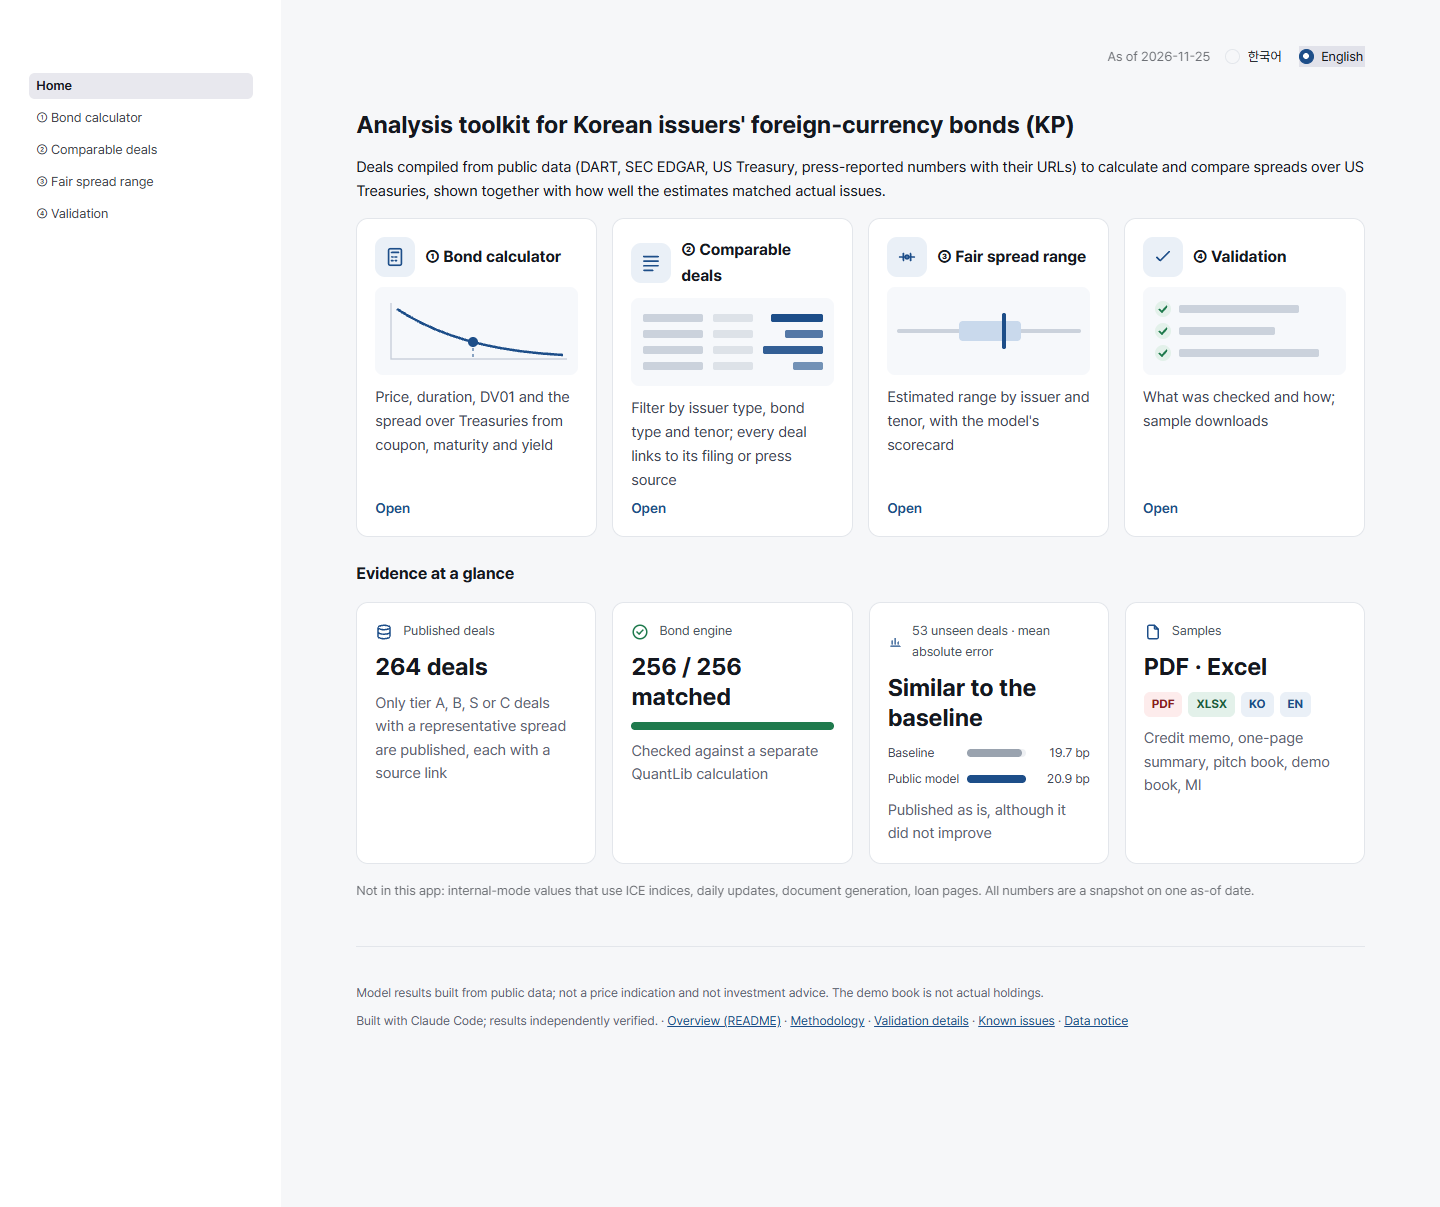 As of 2026-11-25 한국어 English
Home
① Bond calculator
② Comparable deals
③ Fair spread range
④ Validation
Analysis toolkit for Korean issuers' foreign-currency bonds (KP)
Deals compiled from public data (DART, SEC EDGAR, US Treasury, press-reported numbers with their URLs) to calculate and compare spreads over US
Treasuries, shown together with how well the estimates matched actual issues.
① Bond calculator
Price, duration, DV01 and the
spread over Treasuries from
coupon, maturity and yield
Open
② Comparable
deals
Filter by issuer type, bond
type and tenor; every deal
links to its filing or press
source
Open
③ Fair spread range
Estimated range by issuer and
tenor, with the model's
scorecard
Open
④ Validation
What was checked and how;
sample downloads
Open
Evidence at a glance
Published deals
264 deals
Only tier A, B, S or C deals
with a representative spread
are published, each with a
source link
Bond engine
256 / 256
matched
Checked against a separate
QuantLib calculation
53 unseen deals · mean
absolute error
Similar to the
baseline
Baseline 19.7 bp
Public model 20.9 bp
Published as is, although it
did not improve
Samples
PDF · Excel
PDF XLSX KO EN
Credit memo, one-page
summary, pitch book, demo
book, MI
Not in this app: internal-mode values that use ICE indices, daily updates, document generation, loan pages. All numbers are a snapshot on one as-of date.
Model results built from public data; not a price indication and not investment advice. The demo book is not actual holdings.
Built with Claude Code; results independently verified. · Overview (README) · Methodology · Validation details · Known issues · Data notice